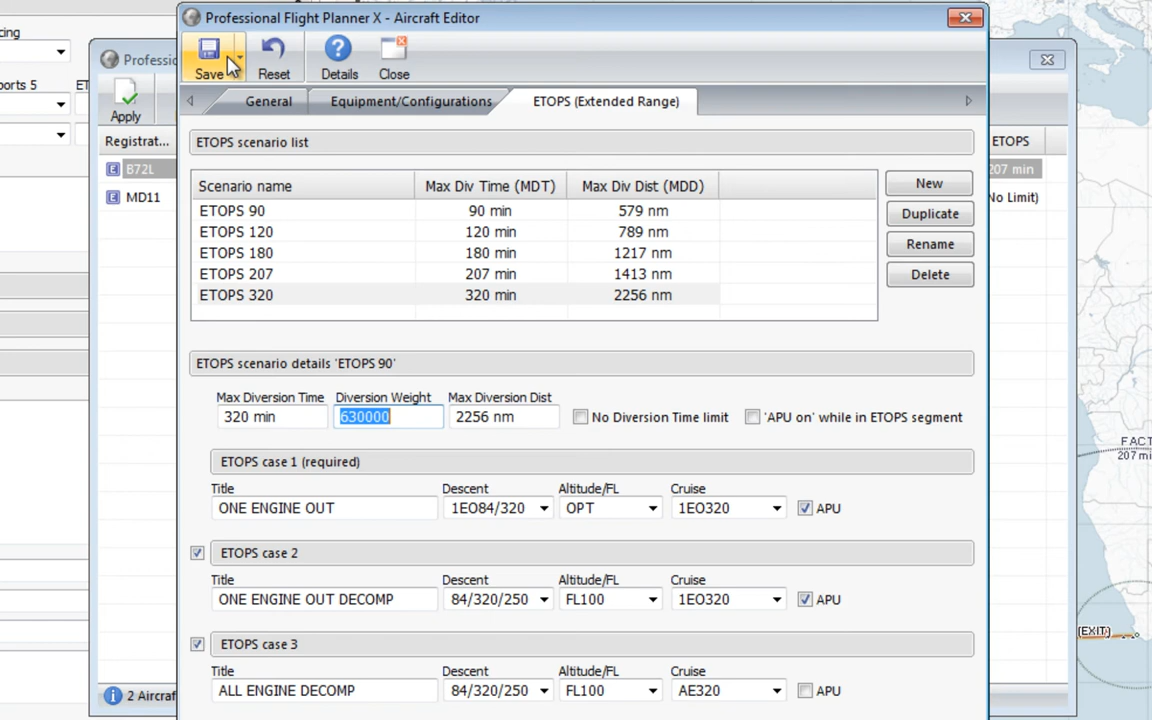 Professional Flight Planner X - Aircraft Editor
Save
Reset
Details
Close
General
Equipment/Configurations
ETOPS (Extended Range)
ETOPS scenario list
Scenario name Max Div Time (MDT) Max Div Dist (MDD)
ETOPS 90 90 min 579 nm
ETOPS 120 120 min 789 nm
ETOPS 180 180 min 1217 nm
ETOPS 207 207 min 1413 nm
ETOPS 320 320 min 2256 nm
New
Duplicate
Rename
Delete
ETOPS scenario details 'ETOPS 90'
Max Diversion Time Diversion Weight Max Diversion Dist
320 min 630000 2256 nm No Diversion Time limit 'APU on' while in ETOPS segment
ETOPS case 1 (required)
Title Descent Altitude/FL Cruise
ONE ENGINE OUT 1EO84/320 OPT 1EO320 APU
ETOPS case 2
Title Descent Altitude/FL Cruise
ONE ENGINE OUT DECOMP 84/320/250 FL100 1EO320 APU
ETOPS case 3
Title Descent Altitude/FL Cruise
ALL ENGINE DECOMP 84/320/250 FL100 AE320 APU
cing
ports 5 ET
Professio
Apply
Registrat...
B72L
MD11
2 Aircraf
ETOPS
207 min
No Limit)
FACT
207 mi
(EXIT)